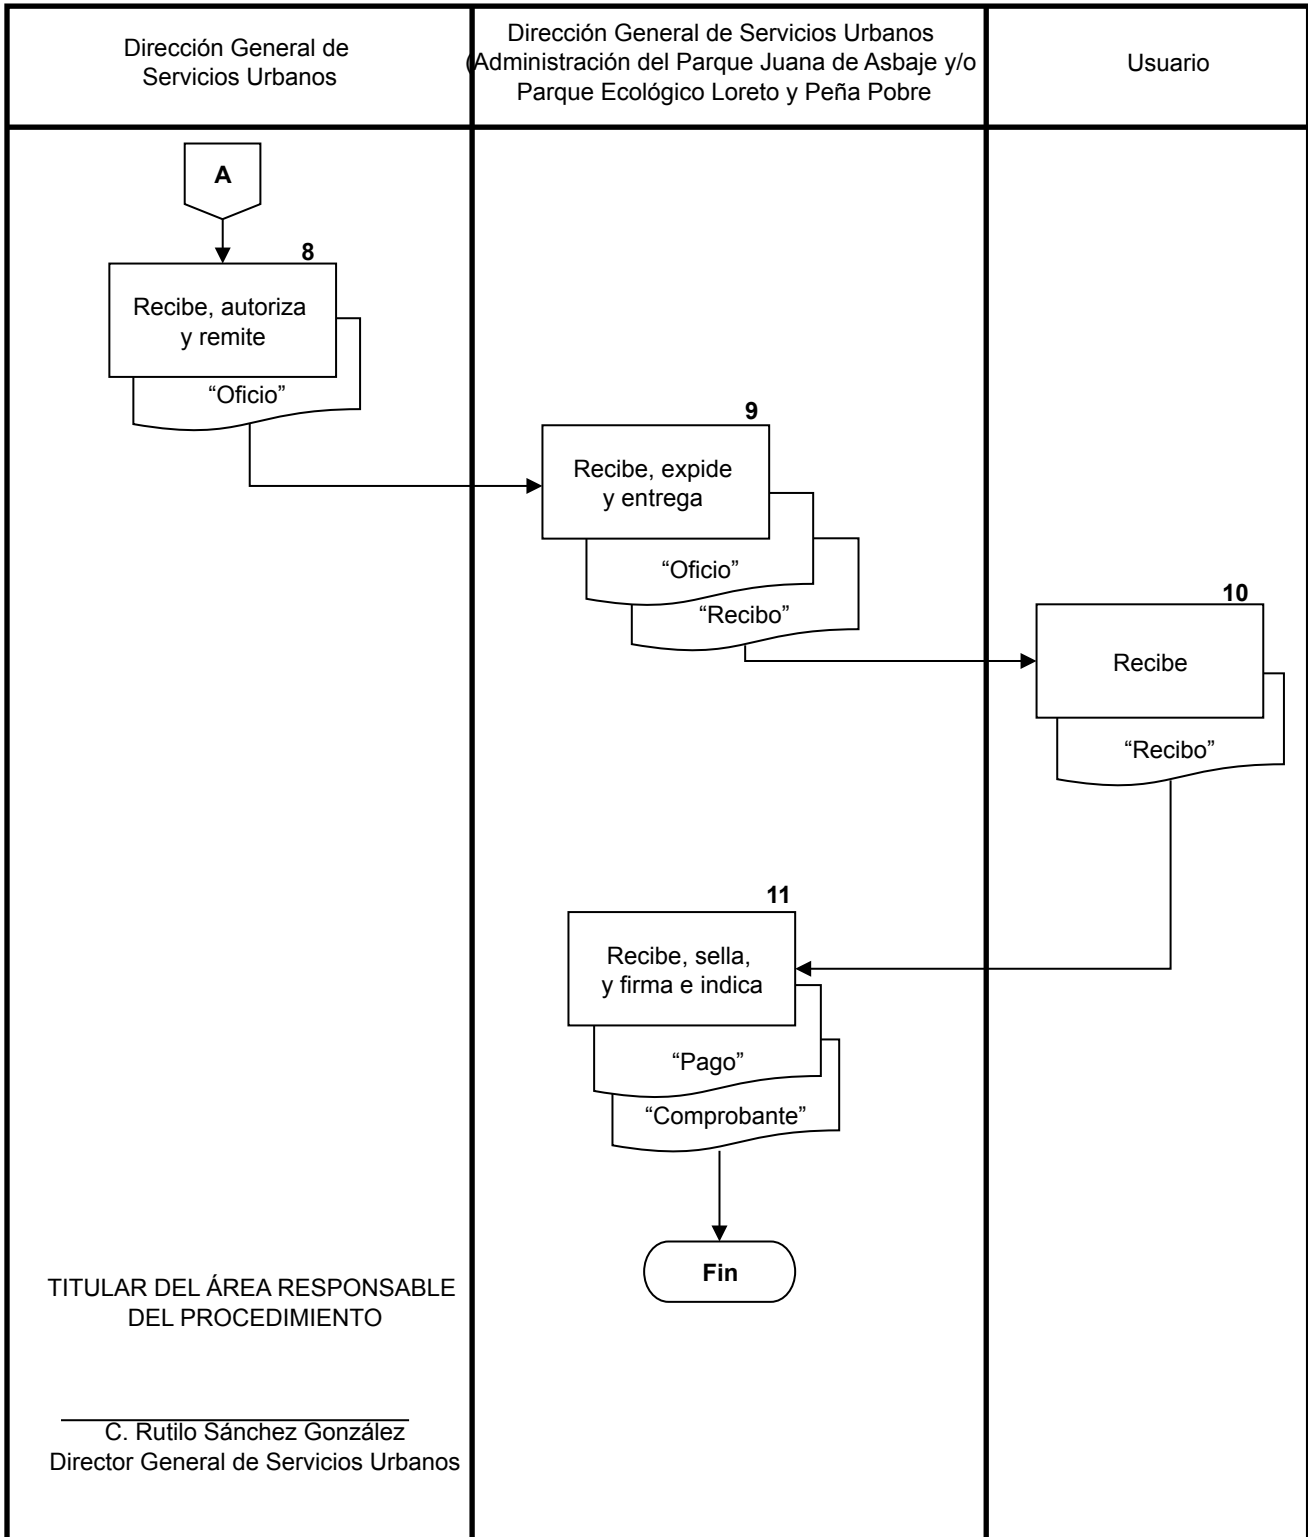 Dirección General de
Servicios Urbanos
Dirección General de Servicios Urbanos
(Administración del Parque Juana de Asbaje y/o
Parque Ecológico Loreto y Peña Pobre
Usuario
A
8
Recibe, autoriza
y remite
“Oficio”
9
Recibe, expide
y entrega
“Oficio”
“Recibo”
10
Recibe
“Recibo”
11
Recibe, sella,
y firma e indica
“Pago”
“Comprobante”
Fin
TITULAR DEL ÁREA RESPONSABLE
DEL PROCEDIMIENTO
C. Rutilo Sánchez González
Director General de Servicios Urbanos